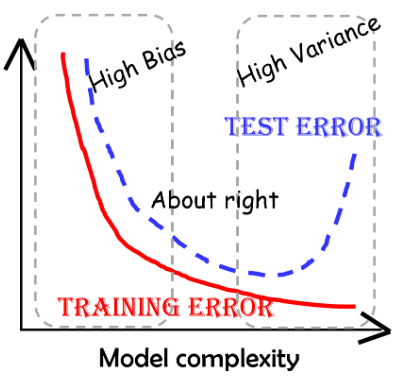 High Bias
High Variance
TEST ERROR
About right
TRAINING ERROR
Model complexity